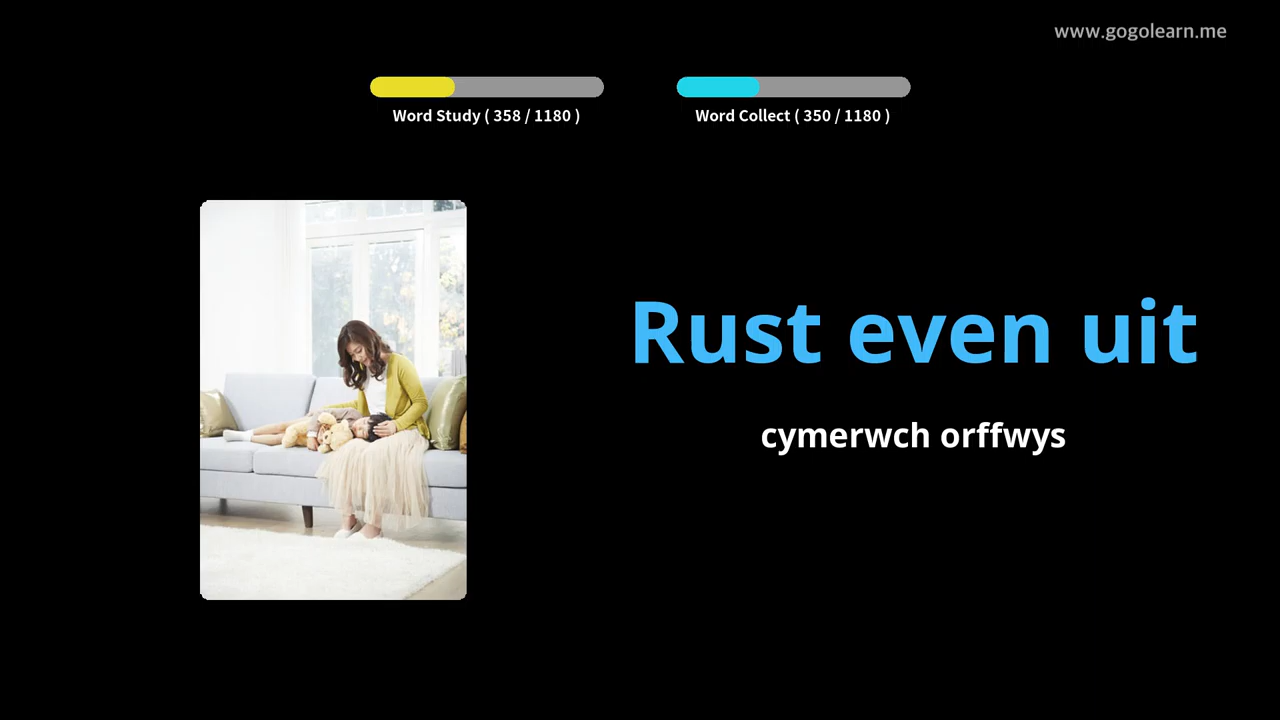 www.gogolearn.me
Word Study ( 358 / 1180 )
Word Collect ( 350 / 1180 )
Rust even uit
cymerwch orffwys